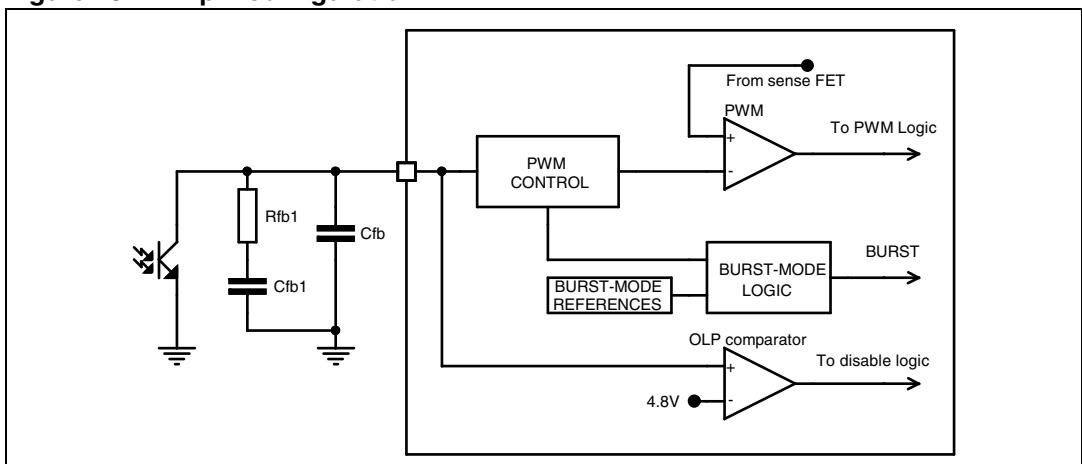 From sense FET
PWM
+
-
To PWM Logic
PWM
CONTROL
Rfb1
Cfb
Cfb1
BURST-MODE
LOGIC
BURST
BURST-MODE
REFERENCES
OLP comparator
+
-
To disable logic
4.8V